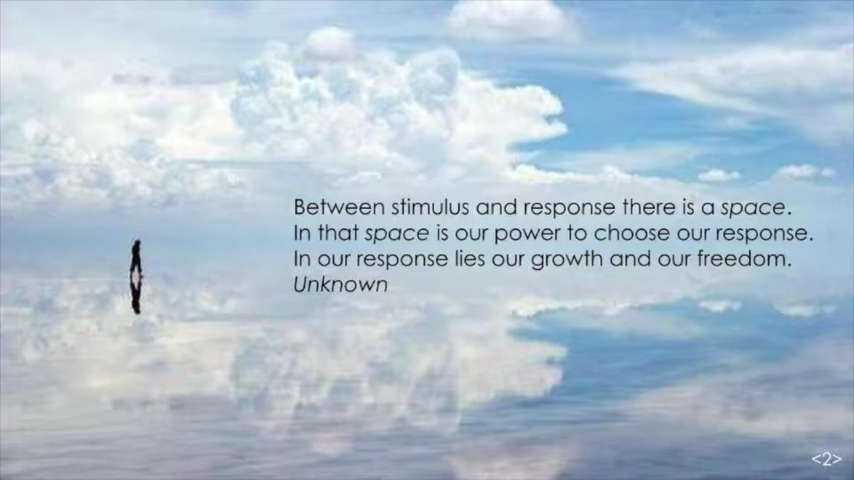 Between stimulus and response there is a space.
In that space is our power to choose our response.
In our response lies our growth and our freedom.
Unknown
<2>